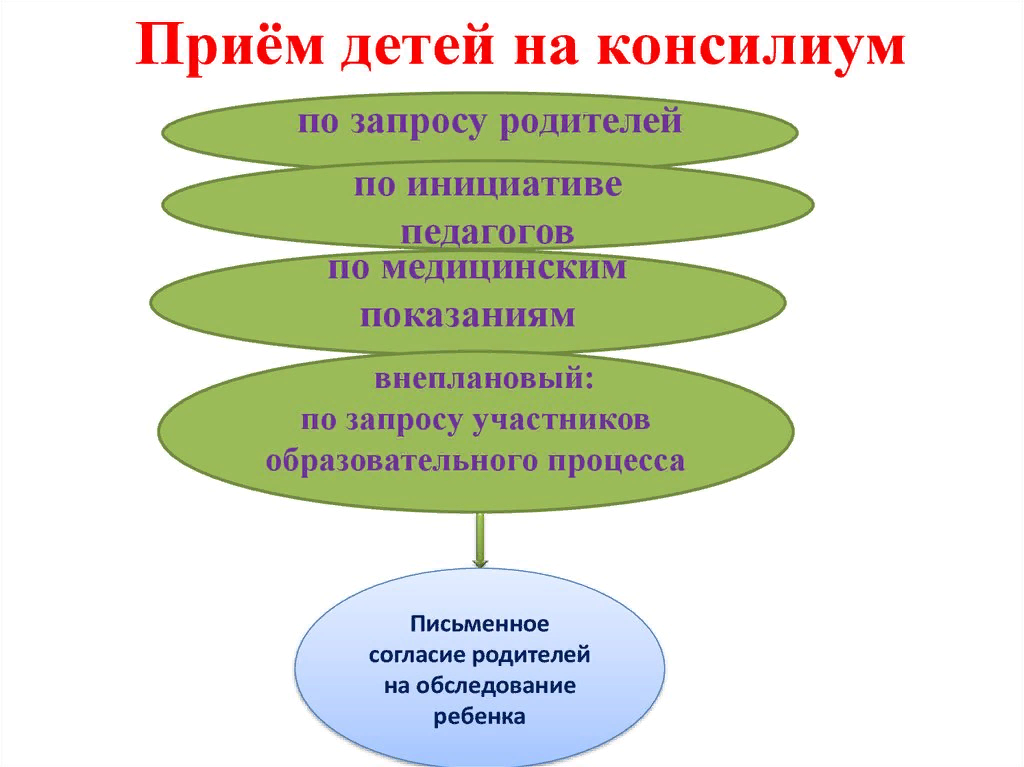 Приём детей на консилиум
по запросу родителей
по инициативе
педагогов
по медицинским
показаниям
внеплановый:
по запросу участников
образовательного процесса
Письменное
согласие родителей
на обследование
ребенка